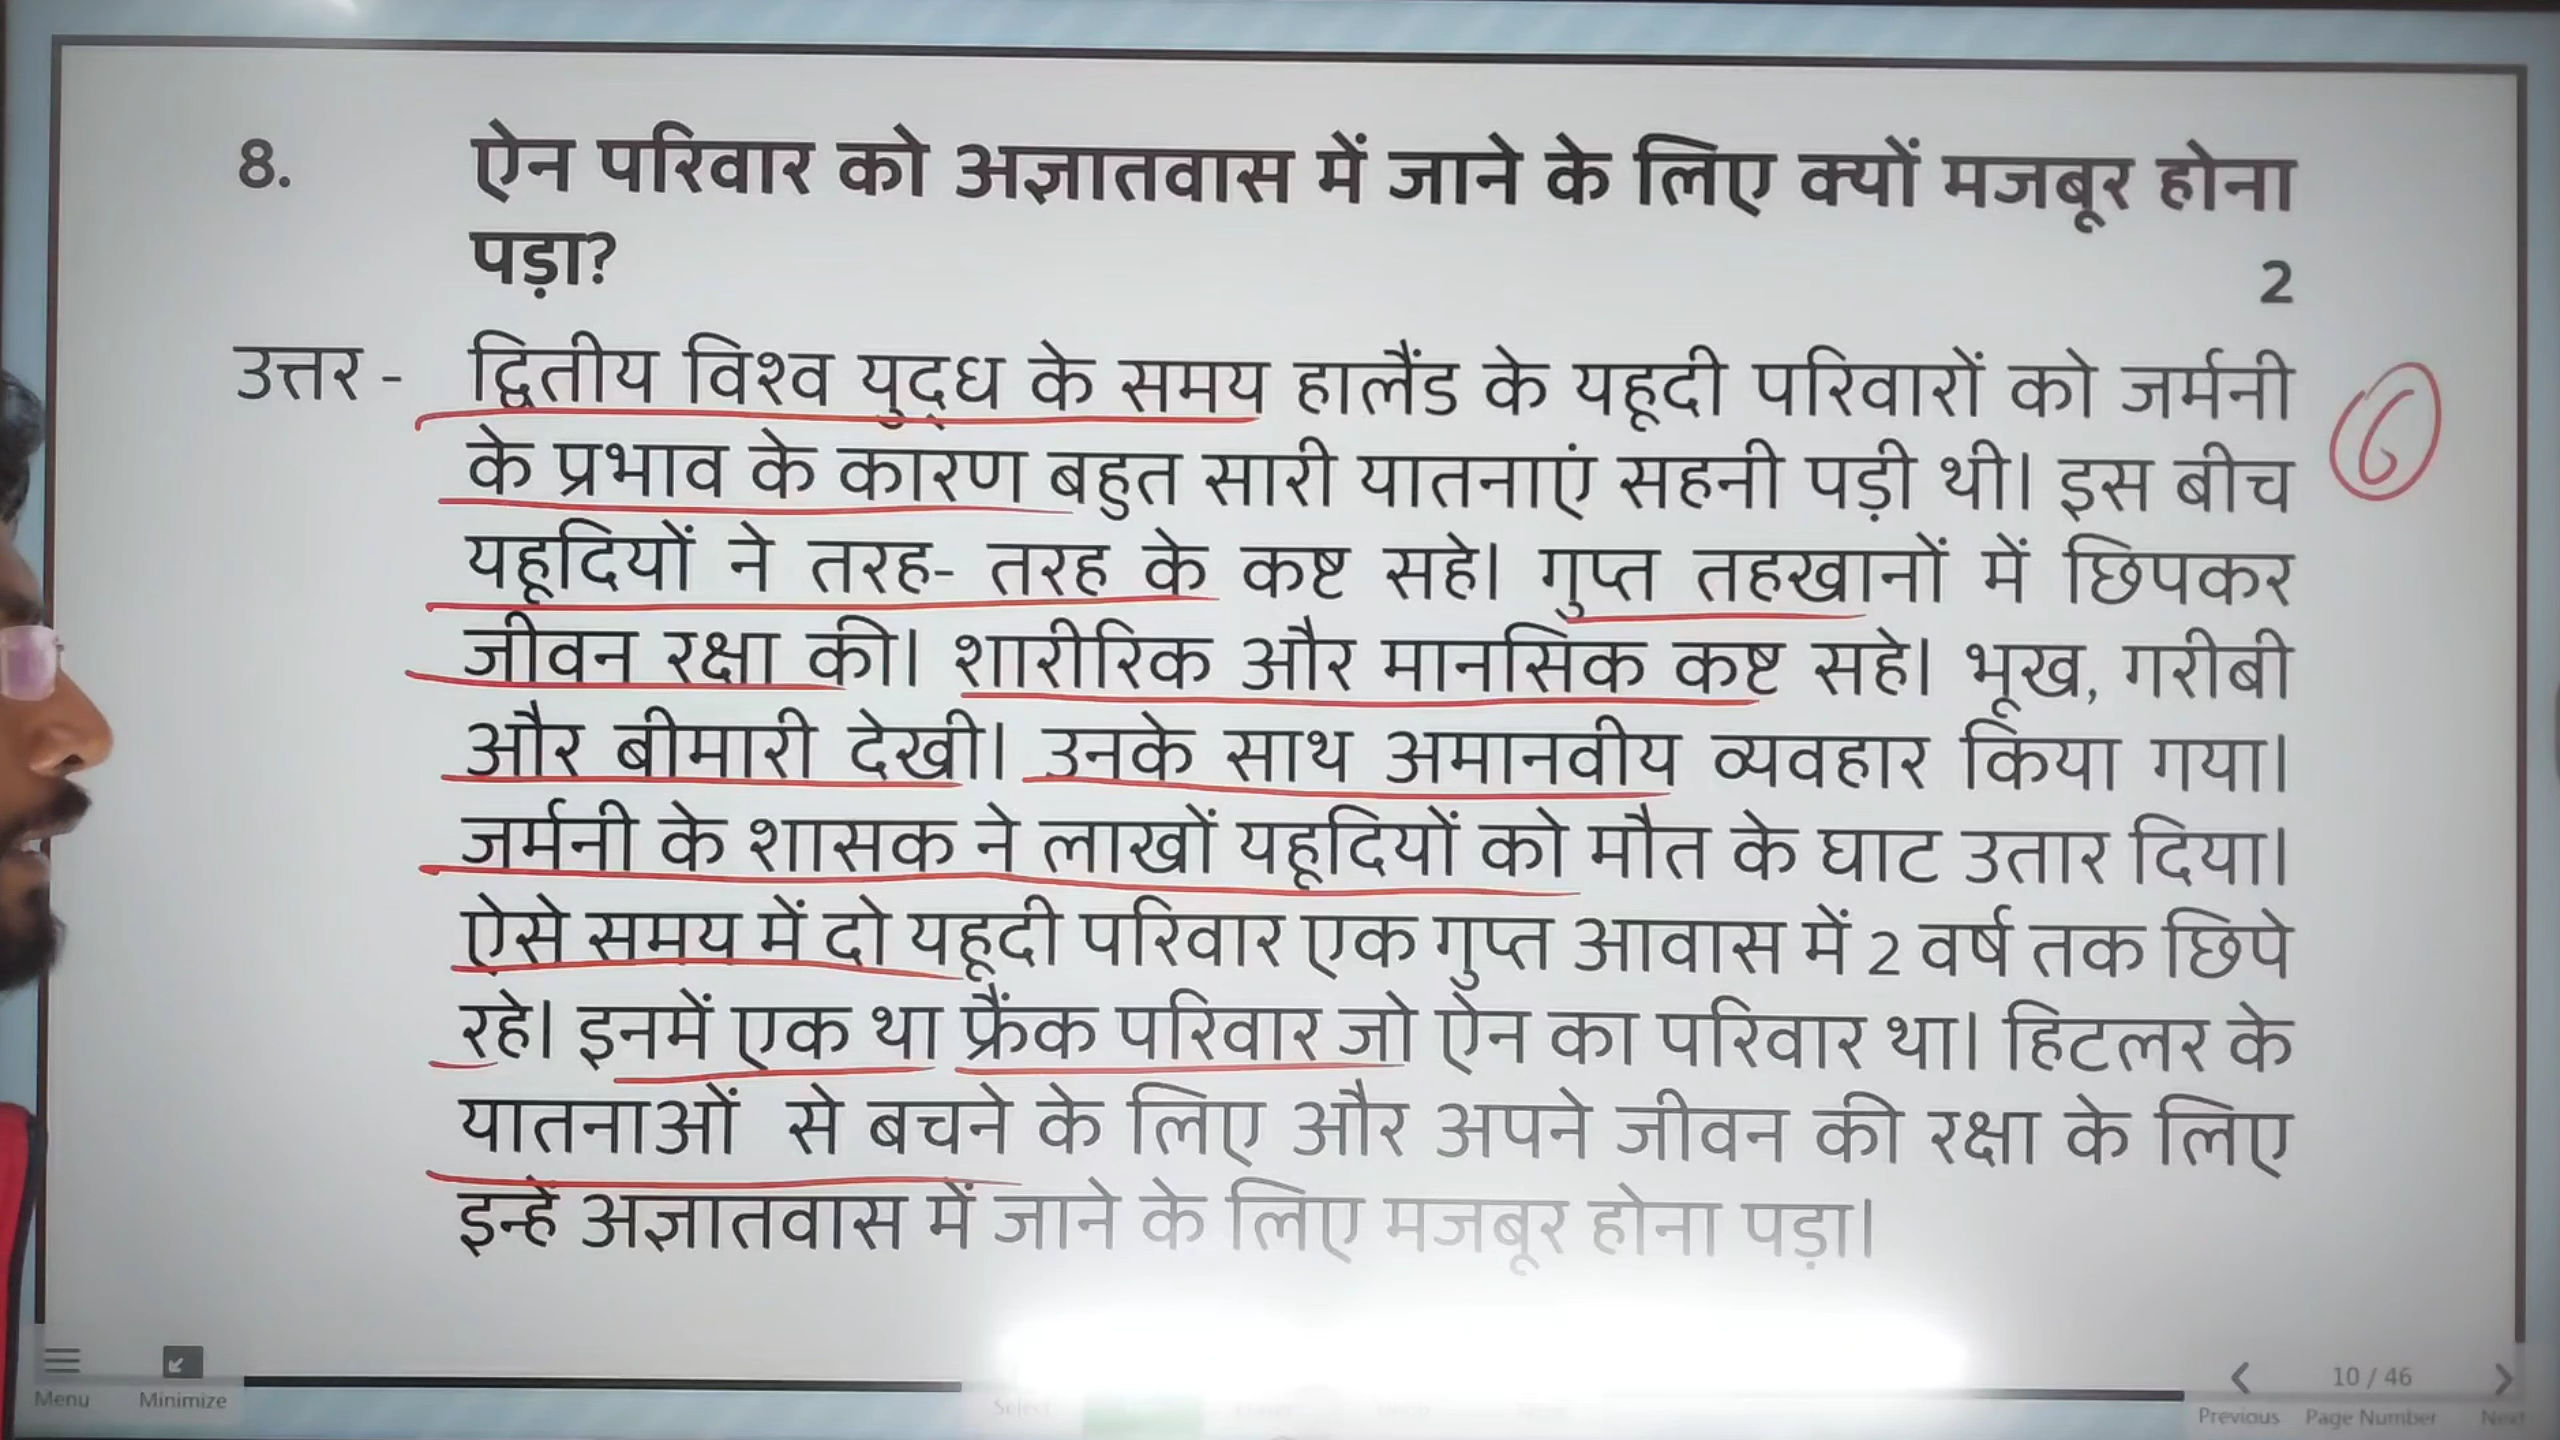 8. ऐन परिवार को अज्ञातवास में जाने के लिए क्यों मजबूर होना
पड़ा? 2
उत्तर - द्वितीय विश्व युद्ध के समय हालैंड के यहूदी परिवारों को जर्मनी
के प्रभाव के कारण बहुत सारी यातनाएं सहनी पड़ी थी। इस बीच
यहूदियों ने तरह- तरह के कष्ट सहे। गुप्त तहखानों में छिपकर
जीवन रक्षा की। शारीरिक और मानसिक कष्ट सहे। भूख, गरीबी
और बीमारी देखी। उनके साथ अमानवीय व्यवहार किया गया।
जर्मनी के शासक ने लाखों यहूदियों को मौत के घाट उतार दिया।
ऐसे समय में दो यहूदी परिवार एक गुप्त आवास में 2 वर्ष तक छिपे
रहे। इनमें एक था फ्रैंक परिवार जो ऐन का परिवार था। हिटलर के
यातनाओं से बचने के लिए और अपने जीवन की रक्षा के लिए
इन्हे अज्ञातवास में जाने के लिए मजबूर होना पड़ा।
10 / 46
Menu Minimize Select Previous Page Number Next